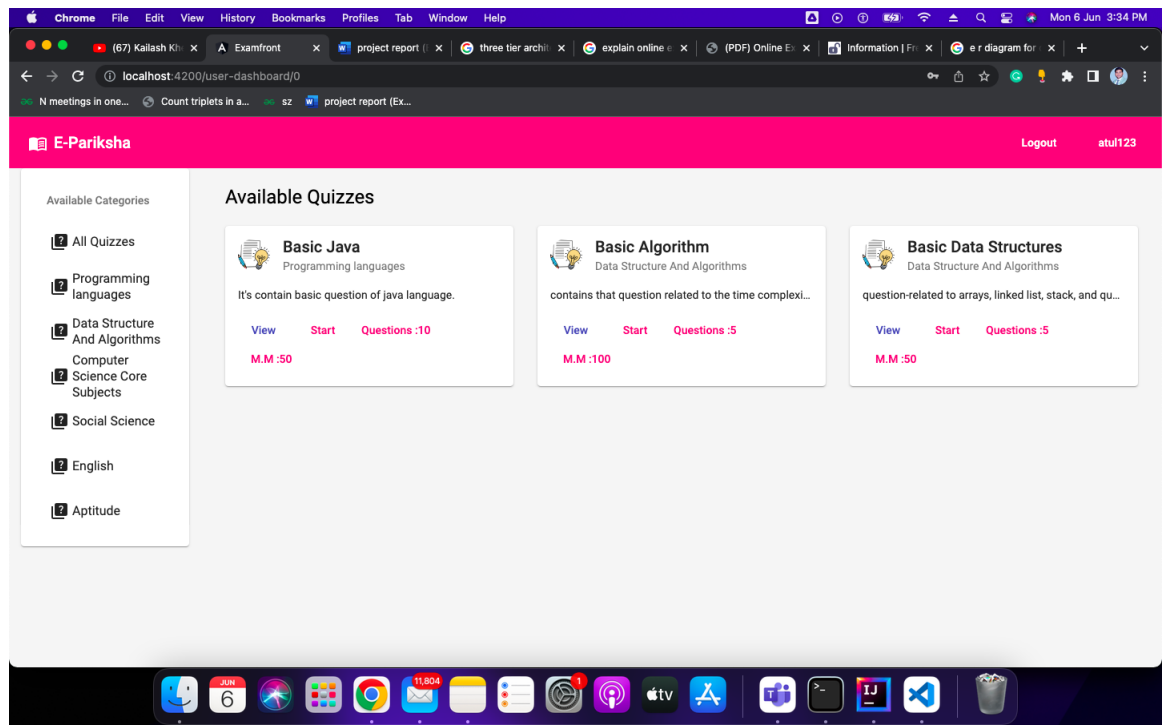 Chrome File Edit View History Bookmarks Profiles Tab Window Help
Mon 6 Jun 3:34 PM
(67) Kailash Khe
Examfront
project report (
three tier archit
explain online e
(PDF) Online Ex
Information | Fr
e r diagram for
localhost:4200/user-dashboard/0
N meetings in one...
Count triplets in a...
sz
project report (Ex...
E-Pariksha
Logout
atul123
Available Categories
All Quizzes
Programming
languages
Data Structure
And Algorithms
Computer
Science Core
Subjects
Social Science
English
Aptitude
Available Quizzes
Basic Java
Programming languages
It's contain basic question of java language.
View Start Questions :10
M.M :50
Basic Algorithm
Data Structure And Algorithms
contains that question related to the time complexi...
View Start Questions :5
M.M :100
Basic Data Structures
Data Structure And Algorithms
question-related to arrays, linked list, stack, and qu...
View Start Questions :5
M.M :50
JUN
6
11,804
1
tv
IJ